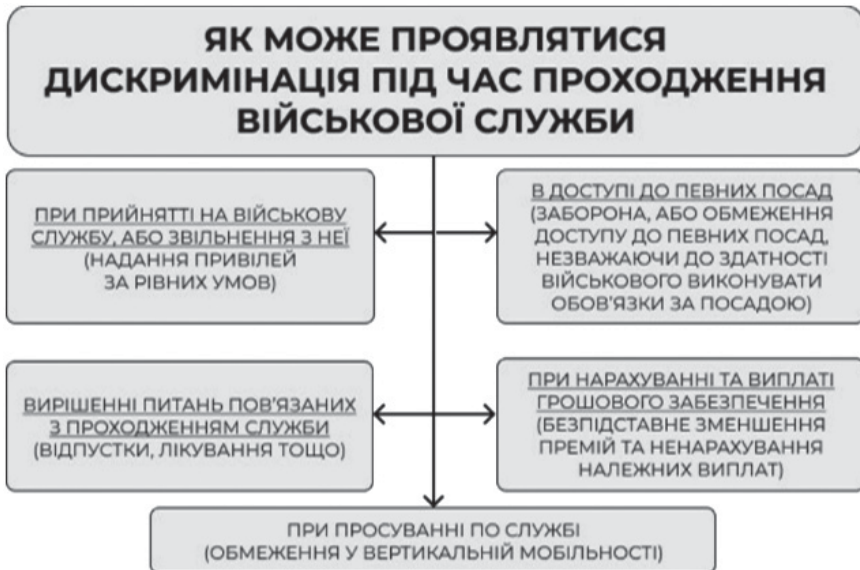 ЯК МОЖЕ ПРОЯВЛЯТИСЯ
ДИСКРИМІНАЦІЯ ПІД ЧАС ПРОХОДЖЕННЯ
ВІЙСЬКОВОЇ СЛУЖБИ
ПРИ ПРИЙНЯТТІ НА ВІЙСЬКОВУ
СЛУЖБУ, АБО ЗВІЛЬНЕННЯ З НЕЇ
(НАДАННЯ ПРИВІЛЕЙ
ЗА РІВНИХ УМОВ)
В ДОСТУПІ ДО ПЕВНИХ ПОСАД
(ЗАБОРОНА, АБО ОБМЕЖЕННЯ
ДОСТУПУ ДО ПЕВНИХ ПОСАД,
НЕЗВАЖАЮЧИ ДО ЗДАТНОСТІ
ВІЙСЬКОВОГО ВИКОНУВАТИ
ОБОВ'ЯЗКИ ЗА ПОСАДОЮ)
ВИРІШЕННІ ПИТАНЬ ПОВ'ЯЗАНИХ
З ПРОХОДЖЕННЯМ СЛУЖБИ
(ВІДПУСТКИ, ЛІКУВАННЯ ТОЩО)
ПРИ НАРАХУВАННІ ТА ВИПЛАТІ
ГРОШОВОГО ЗАБЕЗПЕЧЕННЯ
(БЕЗПІДСТАВНЕ ЗМЕНШЕННЯ
ПРЕМІЙ ТА НЕНАРАХУВАННЯ
НАЛЕЖНИХ ВИПЛАТ)
ПРИ ПРОСУВАННІ ПО СЛУЖБІ
(ОБМЕЖЕННЯ У ВЕРТИКАЛЬНІЙ МОБІЛЬНОСТІ)